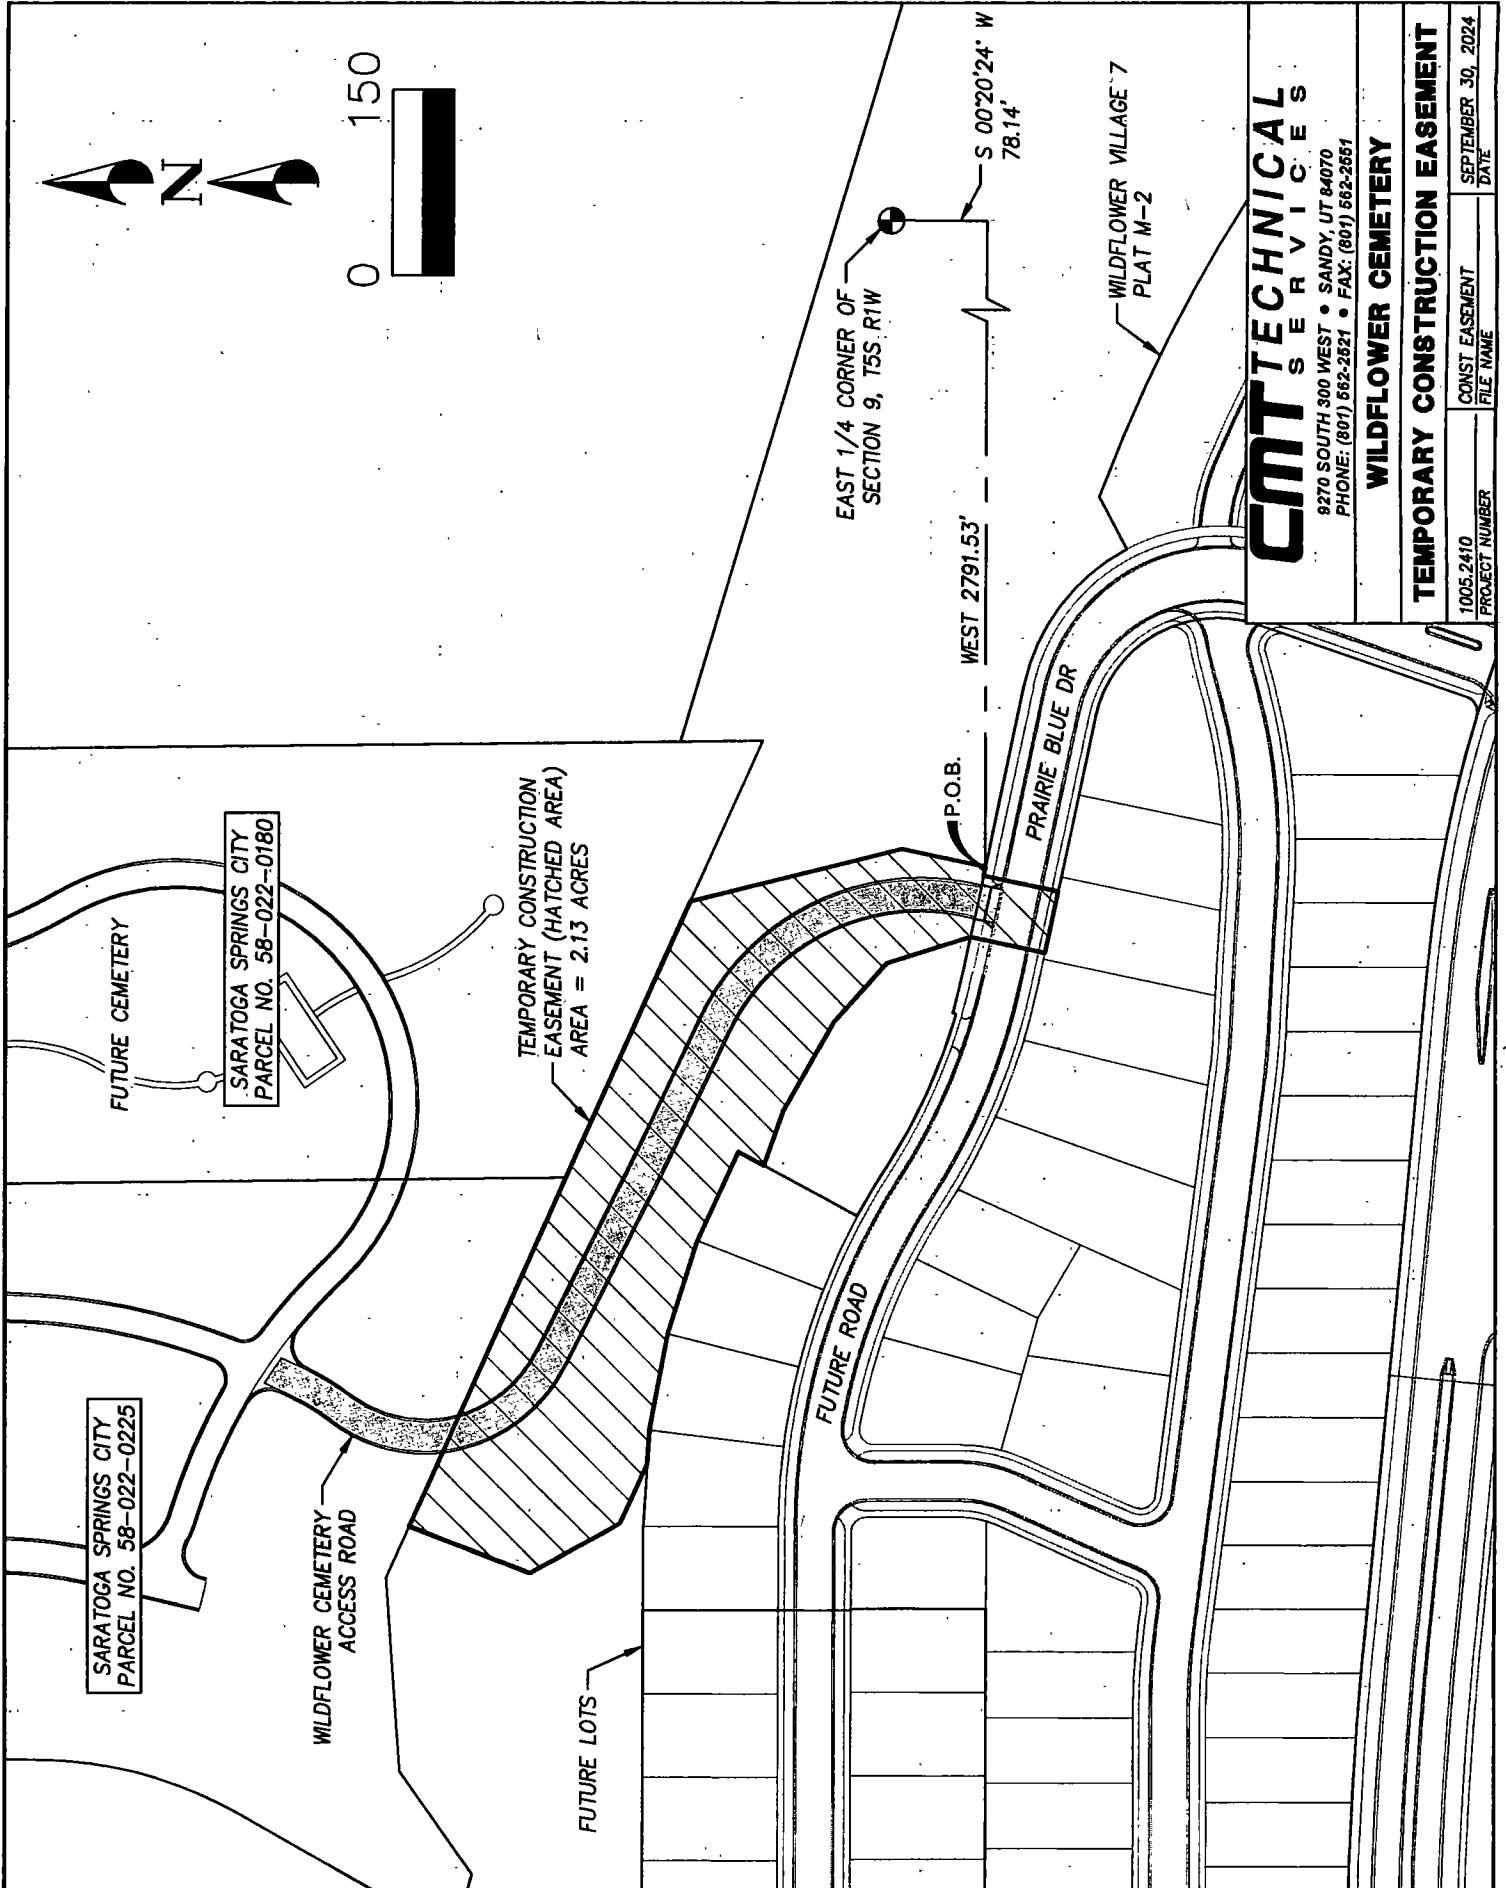 SARATOGA SPRINGS CITY
PARCEL NO. 58-022-0225
FUTURE CEMETERY
SARATOGA SPRINGS CITY
PARCEL NO. 58-022-0180
N
0
150
WILDFLOWER CEMETERY
ACCESS ROAD
TEMPORARY CONSTRUCTION
EASEMENT (HATCHED AREA)
AREA = 2.13 ACRES
FUTURE LOTS
FUTURE ROAD
P.O.B.
PRAIRIE BLUE DR
WEST 2791.53'
EAST 1/4 CORNER OF
SECTION 9, T5S R1W
S 00°20'24" W
78.14'
WILDFLOWER VILLAGE 7
PLAT M-2
CMT TECHNICAL
SERVICES
9270 SOUTH 300 WEST • SANDY, UT 84070
PHONE: (801) 562-2521 • FAX: (801) 562-2551
WILDFLOWER CEMETERY
TEMPORARY CONSTRUCTION EASEMENT
1005.2410
PROJECT NUMBER
CONST EASEMENT
FILE NAME
SEPTEMBER 30, 2024
DATE